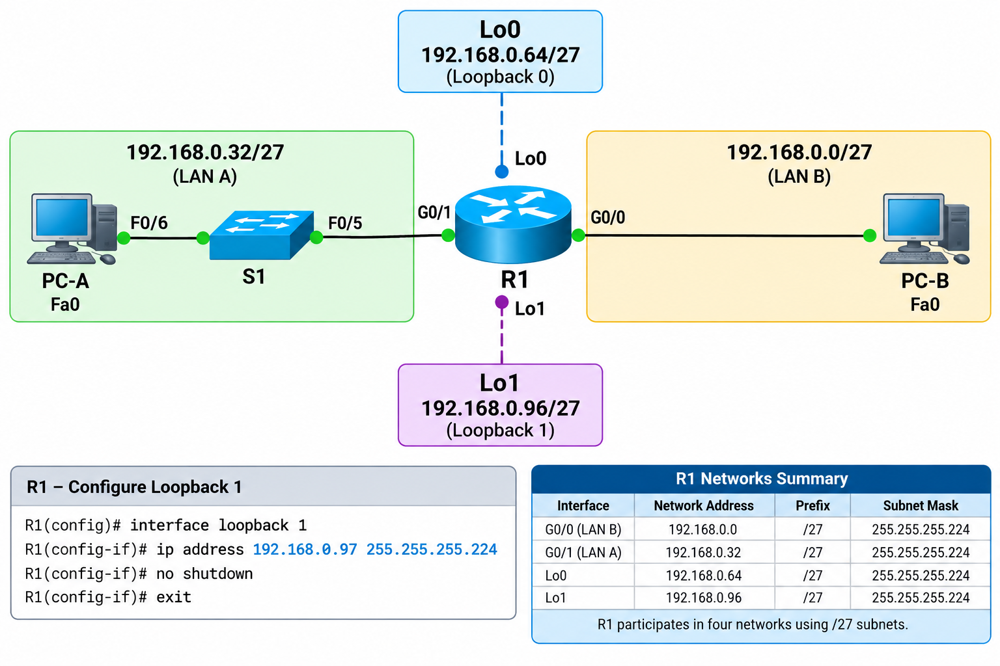 Lo0
192.168.0.64/27
(Loopback 0)
Lo0
192.168.0.32/27
(LAN A)
F0/6
F0/5
G0/1
PC-A
Fa0
S1
R1
192.168.0.0/27
(LAN B)
G0/0
PC-B
Fa0
Lo1
Lo1
192.168.0.96/27
(Loopback 1)
R1 – Configure Loopback 1
R1(config)# interface loopback 1
R1(config-if)# ip address 192.168.0.97 255.255.255.224
R1(config-if)# no shutdown
R1(config-if)# exit
R1 Networks Summary
Interface Network Address Prefix Subnet Mask
G0/0 (LAN B) 192.168.0.0 /27 255.255.255.224
G0/1 (LAN A) 192.168.0.32 /27 255.255.255.224
Lo0 192.168.0.64 /27 255.255.255.224
Lo1 192.168.0.96 /27 255.255.255.224
R1 participates in four networks using /27 subnets.